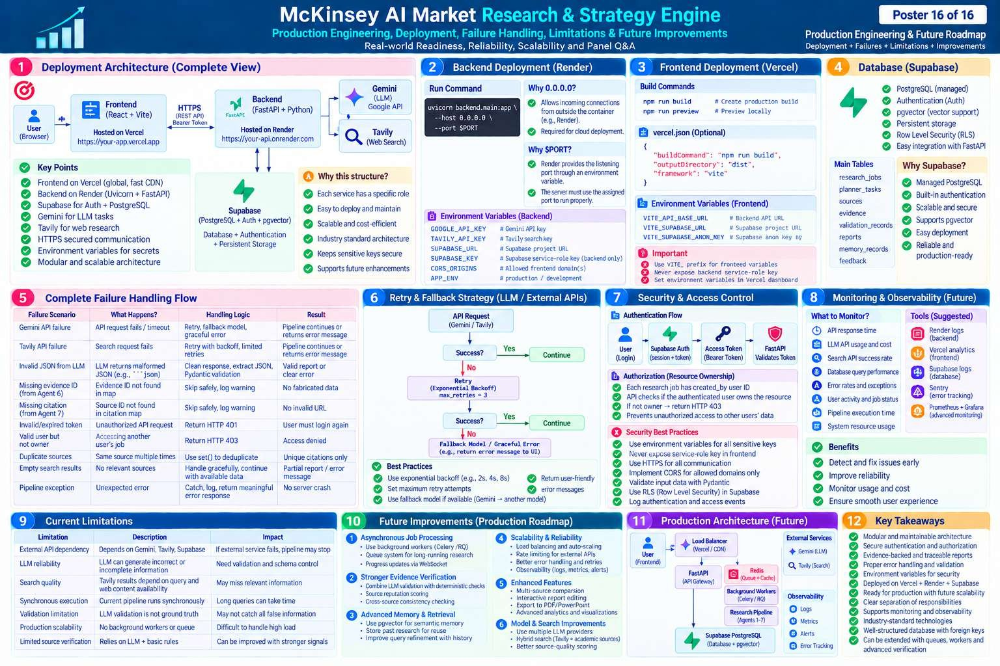 McKinsey AI Market Research & Strategy Engine
Production Engineering, Deployment, Failure Handling, Limitations & Future Improvements
Real-world Readiness, Reliability, Scalability and Panel Q&A
Poster 16 of 16
Production Engineering & Future Roadmap
Deployment + Failures + Limitations + Improvements
1 Deployment Architecture (Complete View)
User
(Browser)
Frontend
(React + Vite)
Hosted on Vercel
https://your-app.vercel.app
HTTPS
(REST API)
Bearer Token
FastAPI
Backend
(FastAPI + Python)
Hosted on Render
https://your-api.onrender.com
Gemini
(LLM)
Google API
Tavily
(Web Search)
Key Points
Frontend on Vercel (global, fast CDN)
Backend on Render (Uvicorn + FastAPI)
Supabase for Auth + PostgreSQL
Gemini for LLM tasks
Tavily for web research
HTTPS secured communication
Environment variables for secrets
Modular and scalable architecture
Supabase
(PostgreSQL + Auth + pgvector)
Database + Authentication
+ Persistent Storage
Why this structure?
Each service has a specific role
Easy to deploy and maintain
Scalable and cost-efficient
Industry standard architecture
Keeps sensitive keys secure
Supports future enhancements
2 Backend Deployment (Render)
Run Command
uvicorn backend.main:app \
--host 0.0.0.0 \
--port $PORT
Why 0.0.0.0?
Allows incoming connections
from outside the container
(e.g., Render).
Required for cloud deployment.
Why $PORT?
Render provides the listening
port through an environment
variable.
The server must use the assigned
port to run properly.
Environment Variables (Backend)
GOOGLE_API_KEY # Gemini API key
TAVILY_API_KEY # Tavily search key
SUPABASE_URL # Supabase project URL
SUPABASE_KEY # Supabase service-role key (backend only)
CORS_ORIGINS # Allowed frontend domain(s)
APP_ENV # production / development
3 Frontend Deployment (Vercel)
Build Commands
npm run build # Create production build
npm run preview # Preview locally
vercel.json (Optional)
{
"buildCommand": "npm run build",
"outputDirectory": "dist",
"framework": "vite"
}
Environment Variables (Frontend)
VITE_API_BASE_URL # Backend API URL
VITE_SUPABASE_URL # Supabase project URL
VITE_SUPABASE_ANON_KEY # Supabase anon key
Important
Use VITE_ prefix for fronteed variables
Never expose backend service-role key
Set environment variables in Vercel dashboard
4 Database (Supabase)
PostgreSQL (managed)
Authentication (Auth)
pgvector (vector support)
Persistent storage
Row Level Security (RLS)
Easy integration with FastAPI
Main Tables
research_jobs
planner_tasks
sources
evidence
validation_records
reports
memory_records
feedback
Why Supabase?
Managed PostgreSQL
Built-in authentication
Scalable and secure
Supports pgvector
Easy deployment
Reliable and
production-ready
5 Complete Failure Handling Flow
Failure Scenario What Happens? Handling Logic Result
Gemini API failure API request fails / timeout Retry, fallback model, graceful error Pipeline continues or returns error message
Tavily API failure Search request fails Retry with backoff, limited retries Pipeline continues or returns error message
Invalid JSON from LLM LLM returns malformed JSON (e.g., json) Clean response, extract JSON, Pydantic validation Valid report or clear error
Missing evidence ID (from Agent 6) Evidence ID not found in map Skip safely, log warning No fabricated data
Missing citation (from Agent 7) Source ID not found in citation map Skip safely, log warning No invalid URL
Invalid/expired token Unauthorized API request Return HTTP 401 User must login again
Valid user but not owner Accessing another user's job Return HTTP 403 Access denied
Duplicate sources Same source multiple times Use set() to deduplicate Unique citations only
Empty search results No relevant sources Handle gracefully, continue with available data Partial report / error message
Pipeline exception Unexpected error Catch, log, return meaningful error response No server crash
6 Retry & Fallback Strategy (LLM / External APIs)
API Request
(Gemini / Tavily)
Success?
Yes
Continue
No
Retry
(Exponential Backoff)
max_retries = 3
Success?
Yes
Continue
No
Fallback Model / Graceful Error
(e.g., return error message to UI)
Best Practices
Use exponential backoff (e.g., 2s, 4s, 8s)
Set maximum retry attempts
Use fallback model if available (Gemini → another model)
Return user-friendly
error messages
7 Security & Access Control
Authentication Flow
User
(Login)
Supabase Auth
(session + token)
Access Token
(Bearer Token)
FastAPI
Validates Token
Authorization (Resource Ownership)
Each research job has created_by user ID
API checks if the authenticated user owns the resource
If not owner → return HTTP 403
Prevents unauthorized access to other users' data
Security Best Practices
Use environment variables for all sensitive keys
Never expose service-role key in frontend
Use HTTPS for all communication
Implement CORS for allowed domains only
Validate input data with Pydantic
Use RLS (Row Level Security) in Supabase
Log authentication and access events
8 Monitoring & Observability (Future)
What to Monitor?
API response time
LLM API usage and cost
Search API success rate
Database query performance
Error rates and exceptions
User activity and job status
Pipeline execution time
System resource usage
Tools (Suggested)
Render logs
(backend)
Vercel analytics
(frontend)
Supabase logs
(database)
Sentry
(error tracking)
Prometheus + Grafana
(advanced monitoring)
Benefits
Detect and fix issues early
Improve reliability
Monitor usage and cost
Ensure smooth user experience
9 Current Limitations
Limitation Description Impact
External API dependency Depends on Gemini, Tavily, Supabase If external service fails, pipeline may stop
LLM reliability LLM can generate incorrect or incomplete information Need validation and schema control
Search quality Tavily results depend on query and web content availability May miss relevant information
Synchronous execution Current pipeline runs synchronously Long queries can take time
Validation limitation LLM validation is not ground truth May not catch all false information
Production scalability No background workers or queue Difficult to handle high load
Limited source verification Relies on LLM + basic rules Can be improved with stronger signals
10 Future Improvements (Production Roadmap)
1 Asynchronous Job Processing
• Use background workers (Celery / RQ)
• Queue system for long-running research
• Progress updates via WebSocket
2 Stronger Evidence Verification
• Combine LLM validation with deterministic checks
• Source reputation scoring
• Cross-source consistency checking
3 Advanced Memory & Retrieval
• Use pgvector for semantic memory
• Store past research for reuse
• Improve query refinement with history
4 Scalability & Reliability
• Load balancing and auto-scaling
• Rate limiting for external APIs
• Better error handling and retries
• Observability (logs, metrics, alerts)
5 Enhanced Features
• Multi-source comparsion
• Interactive report editing
• Export to PDF/PowerPoint
• Advanced analytics and visualizations
6 Model & Search Improvements
• Use multiple LLM providers
• Hybrid search (Tavily + academic sources)
• Better source-quality scoring
11 Production Architecture (Future)
User
(Frontend)
Load Balancer
(Vercel / CDN)
FastAPI
(API Gateway)
Redis
(Queue + Cache)
Background Workers
(Celery / RQ)
Research Pipeline
(Agents 1–7)
Supabase PostgreSQL
(Database + pgvector)
External Services
Gemini (LLM)
Tavily (Search)
Observability
Logs
Metrics
Alerts
Error Tracking
12 Key Takeaways
Modular and maintainable architecture
Secure authentication and authorization
Evidence-backed and traceable reports
Proper error handling and validation
Environment variables for security
Deployed on Vercel + Render + Supabase
Ready for production with future scalability
Clear separation of responsibilities
Supports monitoring and observability
Industry-standard technologies
Well-structured database with foreign keys
Can be extended with queues, workers and
advanced verification